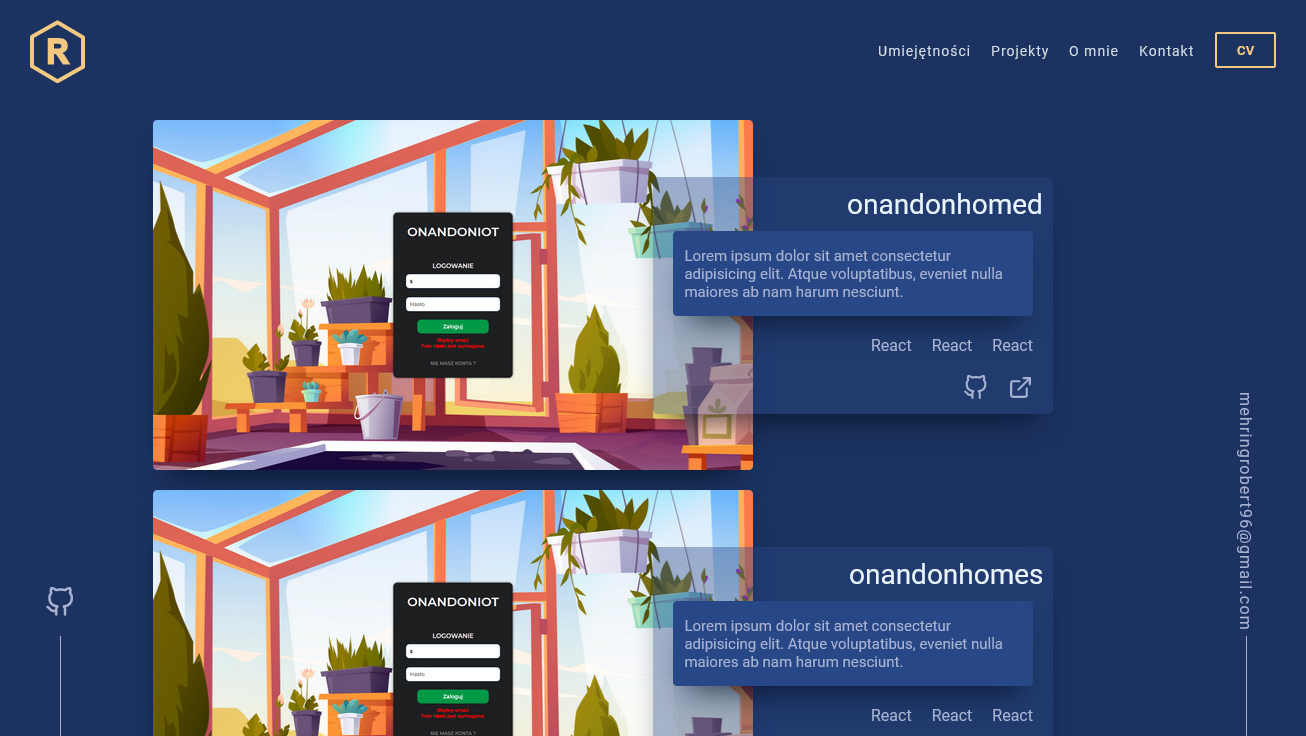 R
Umiejętności Projekty O mnie Kontakt CV
ONANDONIOT
LOGOWANIE
s
Hasło
Zaloguj
Błędny email.
Pole Hasło jest wymagane.
NIE MASZ KONTA ?
onandonhomed
Lorem ipsum dolor sit amet consectetur
adipisicing elit. Atque voluptatibus, eveniet nulla
maiores ab nam harum nesciunt.
React React React
ONANDONIOT
LOGOWANIE
s
Hasło
Zaloguj
Błędny email.
Pole Hasło jest wymagane.
NIE MASZ KONTA ?
onandonhomes
Lorem ipsum dolor sit amet consectetur
adipisicing elit. Atque voluptatibus, eveniet nulla
maiores ab nam harum nesciunt.
React React React
mehringrobert96@gmail.com